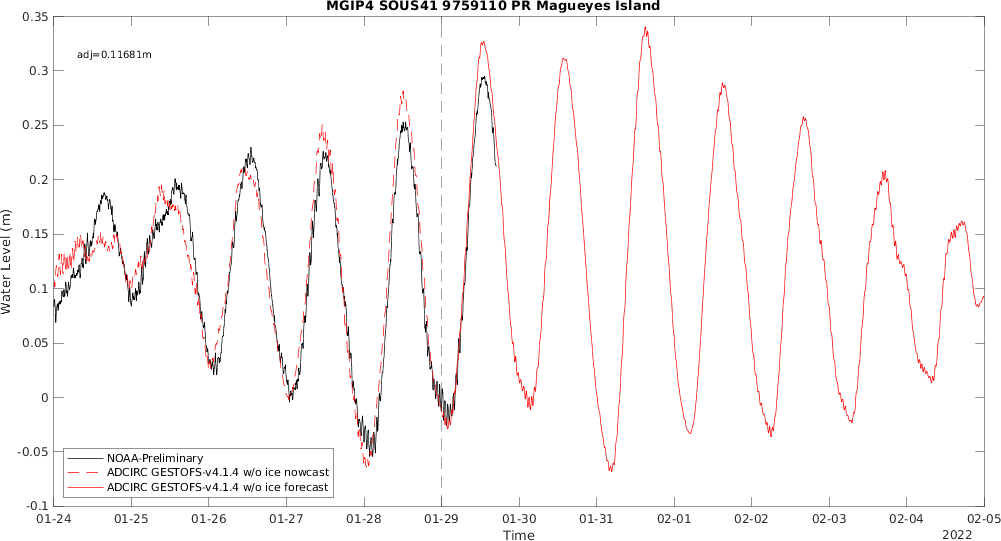 MGIP4 SOUS41 9759110 PR Magueyes Island
adj=0.11681m
0.35
0.3
0.25
0.2
0.15
0.1
0.05
0
-0.05
-0.1
Water Level (m)
NOAA-Preliminary
ADCIRC GESTOFS-v4.1.4 w/o ice nowcast
ADCIRC GESTOFS-v4.1.4 w/o ice forecast
01-24 01-25 01-26 01-27 01-28 01-29 01-30 01-31 02-01 02-02 02-03 02-04 02-05
Time
2022